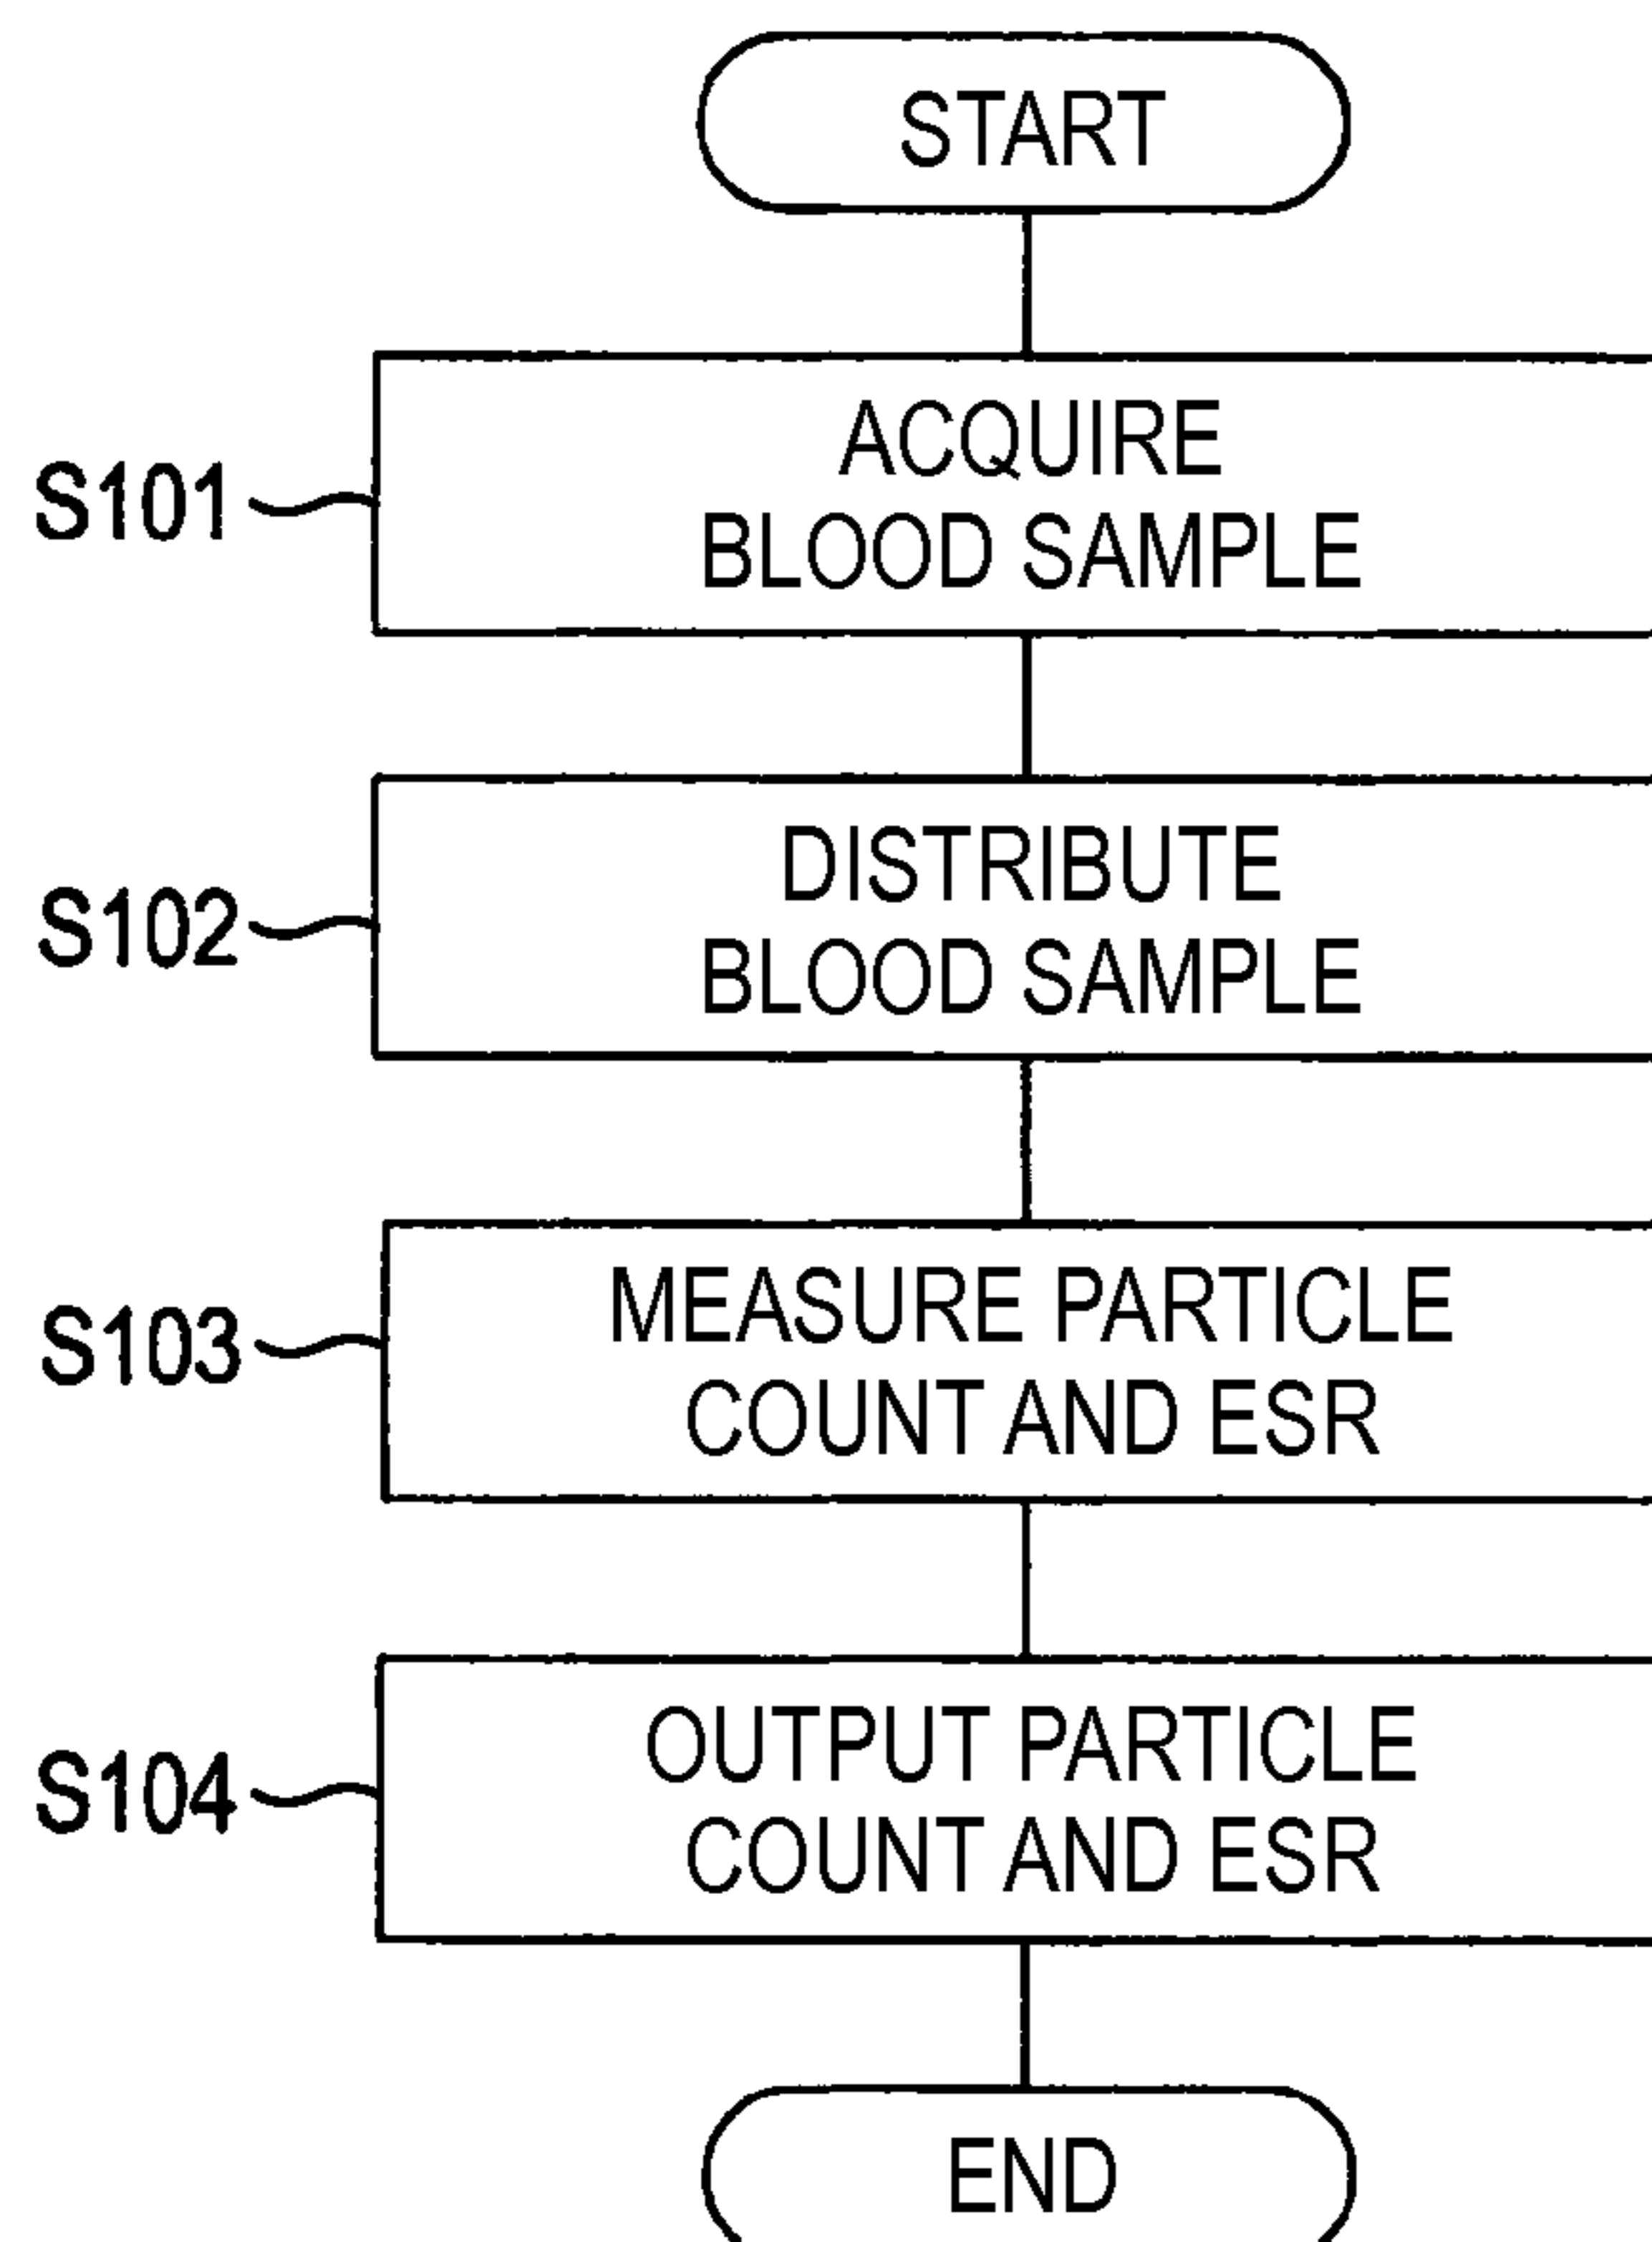 START
S101
ACQUIRE
BLOOD SAMPLE
S102
DISTRIBUTE
BLOOD SAMPLE
S103
MEASURE PARTICLE
COUNT AND ESR
S104
OUTPUT PARTICLE
COUNT AND ESR
END